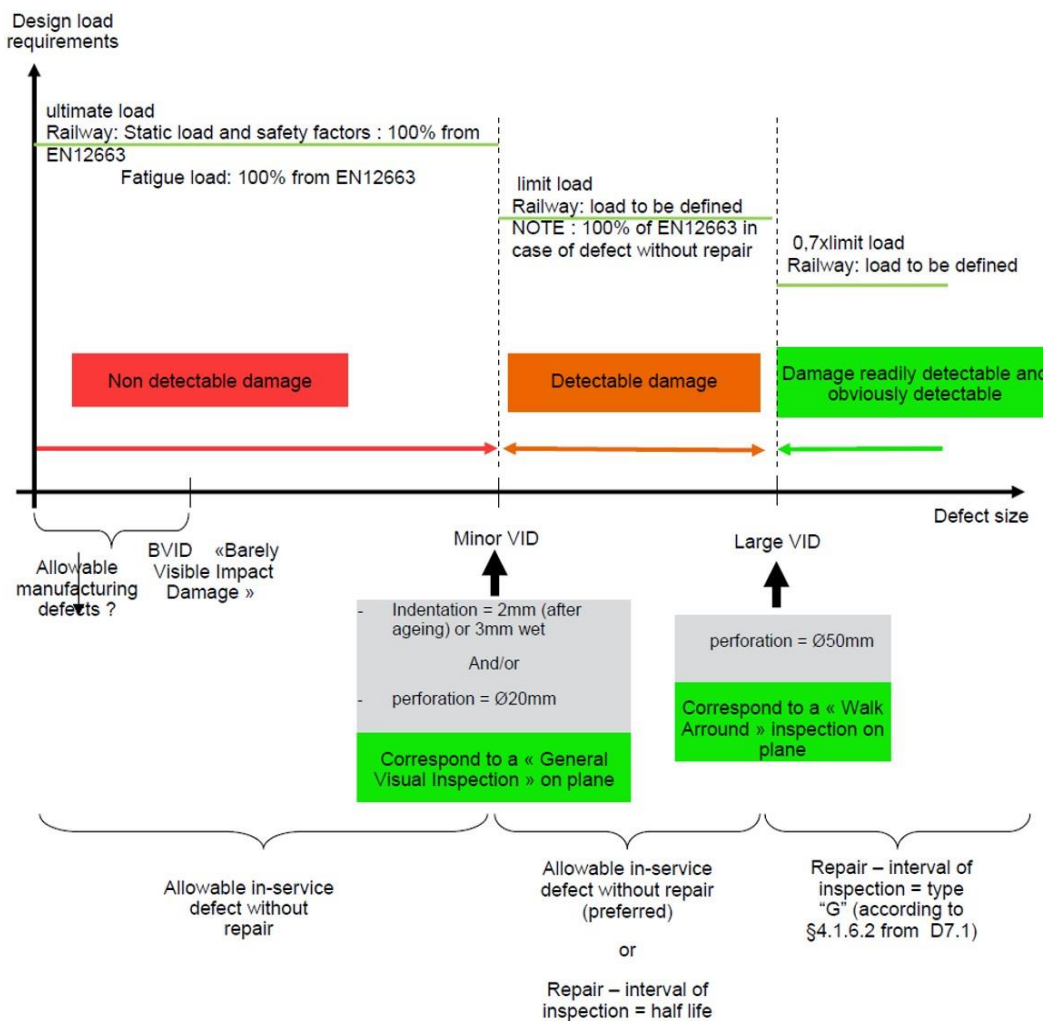 Design load
requirements
ultimate load
Railway: Static load and safety factors : 100% from
EN12663
Fatigue load: 100% from EN12663
limit load
Railway: load to be defined
NOTE : 100% of EN12663 in
case of defect without repair
0,7xlimit load
Railway: load to be defined
Non detectable damage
Detectable damage
Damage readily detectable and
obviously detectable
Defect size
Allowable
manufacturing
defects ?
BVID «Barely
Visible Impact
Damage »
Minor VID
Large VID
- Indentation = 2mm (after
ageing) or 3mm wet
And/or
- perforation = Ø20mm
Correspond to a « General
Visual Inspection » on plane
perforation = Ø50mm
Correspond to a « Walk
Arround » inspection on
plane
Allowable in-service
defect without
repair
Allowable in-service
defect without repair
(preferred)
or
Repair – interval of
inspection = half life
Repair – interval of
inspection = type
“G” (according to
§4.1.6.2 from D7.1)